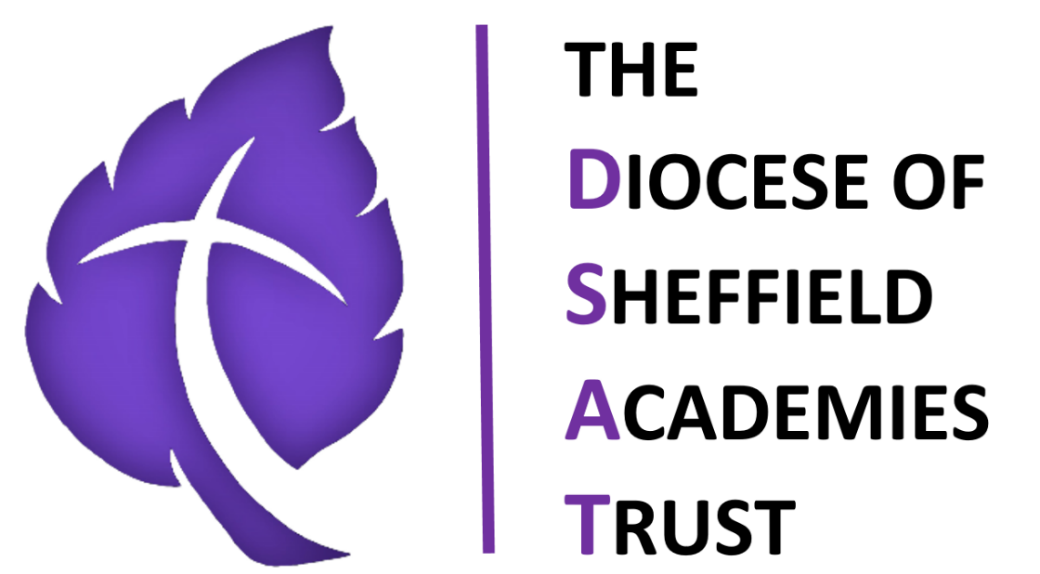 THE
DIOCESE OF
SHEFFIELD
ACADEMIES
TRUST